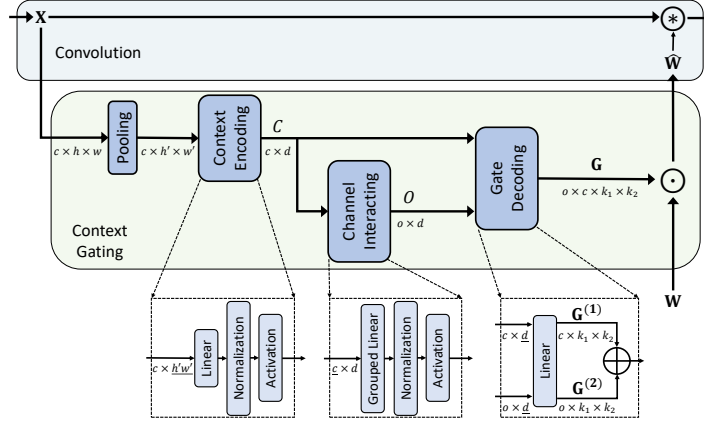 X
*
Convolution
Ŵ
c × h × w
Pooling
c × h' × w'
Context
Encoding
C
c × d
Channel
Interacting
O
o × d
Gate
Decoding
G
o × c × k₁ × k₂
Context
Gating
W
c × h'w'
Linear
Normalization
Activation
c × d
Grouped Linear
Normalization
Activation
c × d
o × d
Linear
G⁽¹⁾
c × k₁ × k₂
G⁽²⁾
o × k₁ × k₂